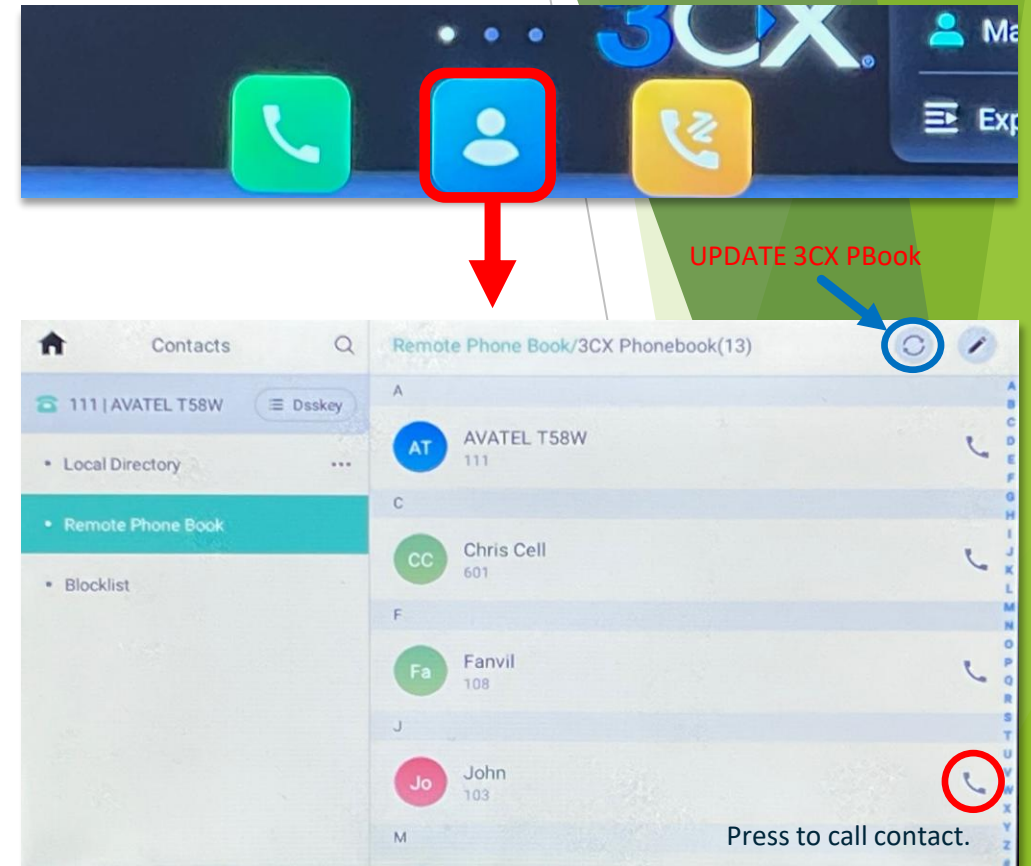 3CX®
Ma
Exp
UPDATE 3CX PBook
Contacts
Remote Phone Book/3CX Phonebook(13)
111 | AVATEL T58W
Dsskey
Local Directory
Remote Phone Book
Blocklist
A
AT
AVATEL T58W
111
C
CC
Chris Cell
601
F
Fa
Fanvil
108
J
Jo
John
103
M
Press to call contact.
A
B
C
D
E
F
G
H
I
J
K
L
M
N
O
P
Q
R
S
T
U
V
W
X
Y
Z
#